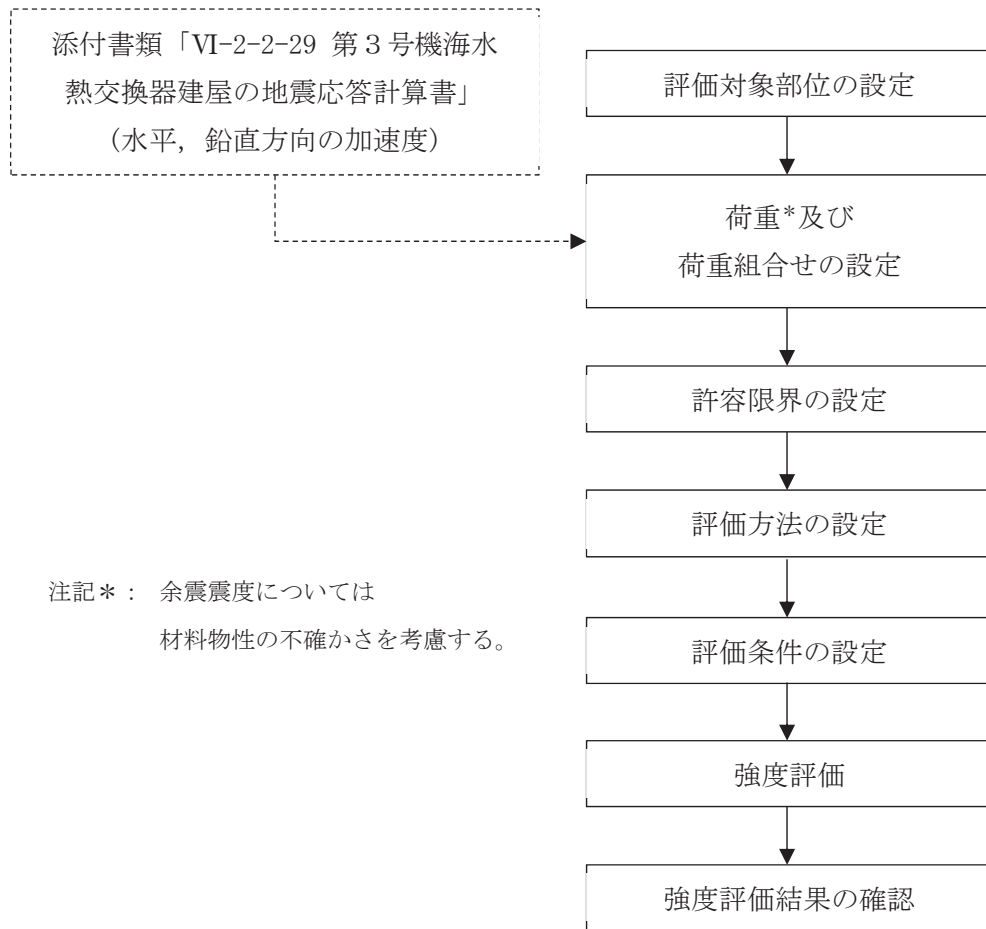 添付書類「Ⅵ-2-2-29 第３号機海水
熱交換器建屋の地震応答計算書」
（水平，鉛直方向の加速度）
評価対象部位の設定
荷重*及び
荷重組合せの設定
許容限界の設定
評価方法の設定
評価条件の設定
強度評価
強度評価結果の確認
注記＊： 余震震度については
材料物性の不確かさを考慮する。